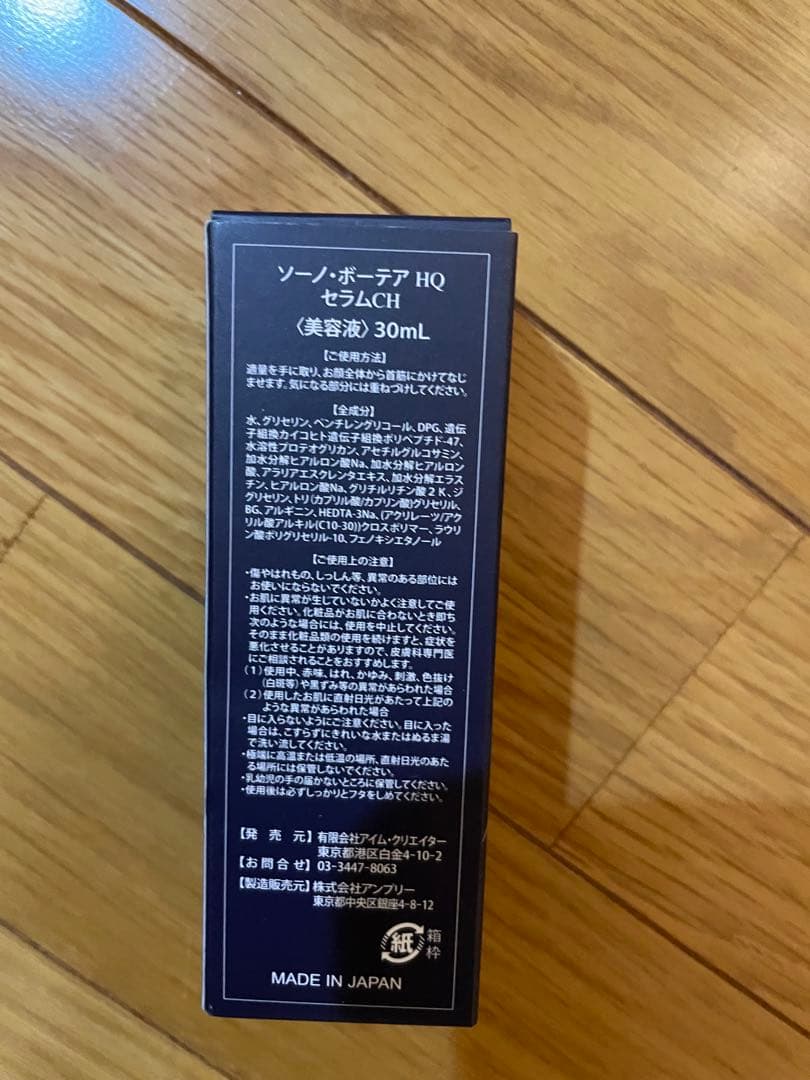 ソーノ・ボーテア HQ
セラムCH
〈美容液〉30mL
【ご使用方法】
適量を手に取り、お顔全体から首筋にかけてなじ
ませます。気になる部分には重ねづけしてください。
【全成分】
水、グリセリン、ペンチレングリコール、DPG、遺伝
子組換カイコヒト遺伝子組換ポリペプチド-47、
水溶性プロテオグリカン、アセチルグルコサミン、
加水分解ヒアルロン酸Na、加水分解ヒアルロン
酸、アラリアエスクレンタエキス、加水分解エラス
チン、ヒアルロン酸Na、グリチルリチン酸2K、ジ
グリセリン、トリ(カプリル酸/カプリン酸)グリセリル、
BG、アルギニン、HEDTA-3Na、(アクリレーツ/アク
リル酸アルキル(C10-30))クロスポリマー、ラウリ
ン酸ポリグリセリル-10、フェノキシエタノール
【ご使用上の注意】
・傷やはれもの、しっしん等、異常のある部位には
お使いにならないでください。
・お肌に異常が生じていないかよく注意してご使
用ください。化粧品がお肌に合わないとき即ち
次のような場合には、使用を中止してください。
そのまま化粧品類の使用を続けますと、症状を
悪化させることがありますので、皮膚科専門医
にご相談されることをおすすめします。
(1)使用中、赤味、はれ、かゆみ、刺激、色抜け
(白斑等)や黒ずみ等の異常があらわれた場合
(2)使用したお肌に直射日光があたって上記の
ような異常があらわれた場合
・目に入らないようにご注意ください。目に入った
場合は、こすらずにきれいな水またはぬるま湯
で洗い流してください。
・極端に高温または低温の場所、直射日光のあた
る場所には保管しないでください。
・乳幼児の手の届かないところに保管してください。
・使用後は必ずしっかりとフタをしめてください。
【発売元】有限会社アイム・クリエイター
東京都港区白金4-10-2
【お問合せ】03-3447-8063
【製造販売元】株式会社アンプリー
東京都中央区銀座4-8-12
紙 箱
枠
MADE IN JAPAN